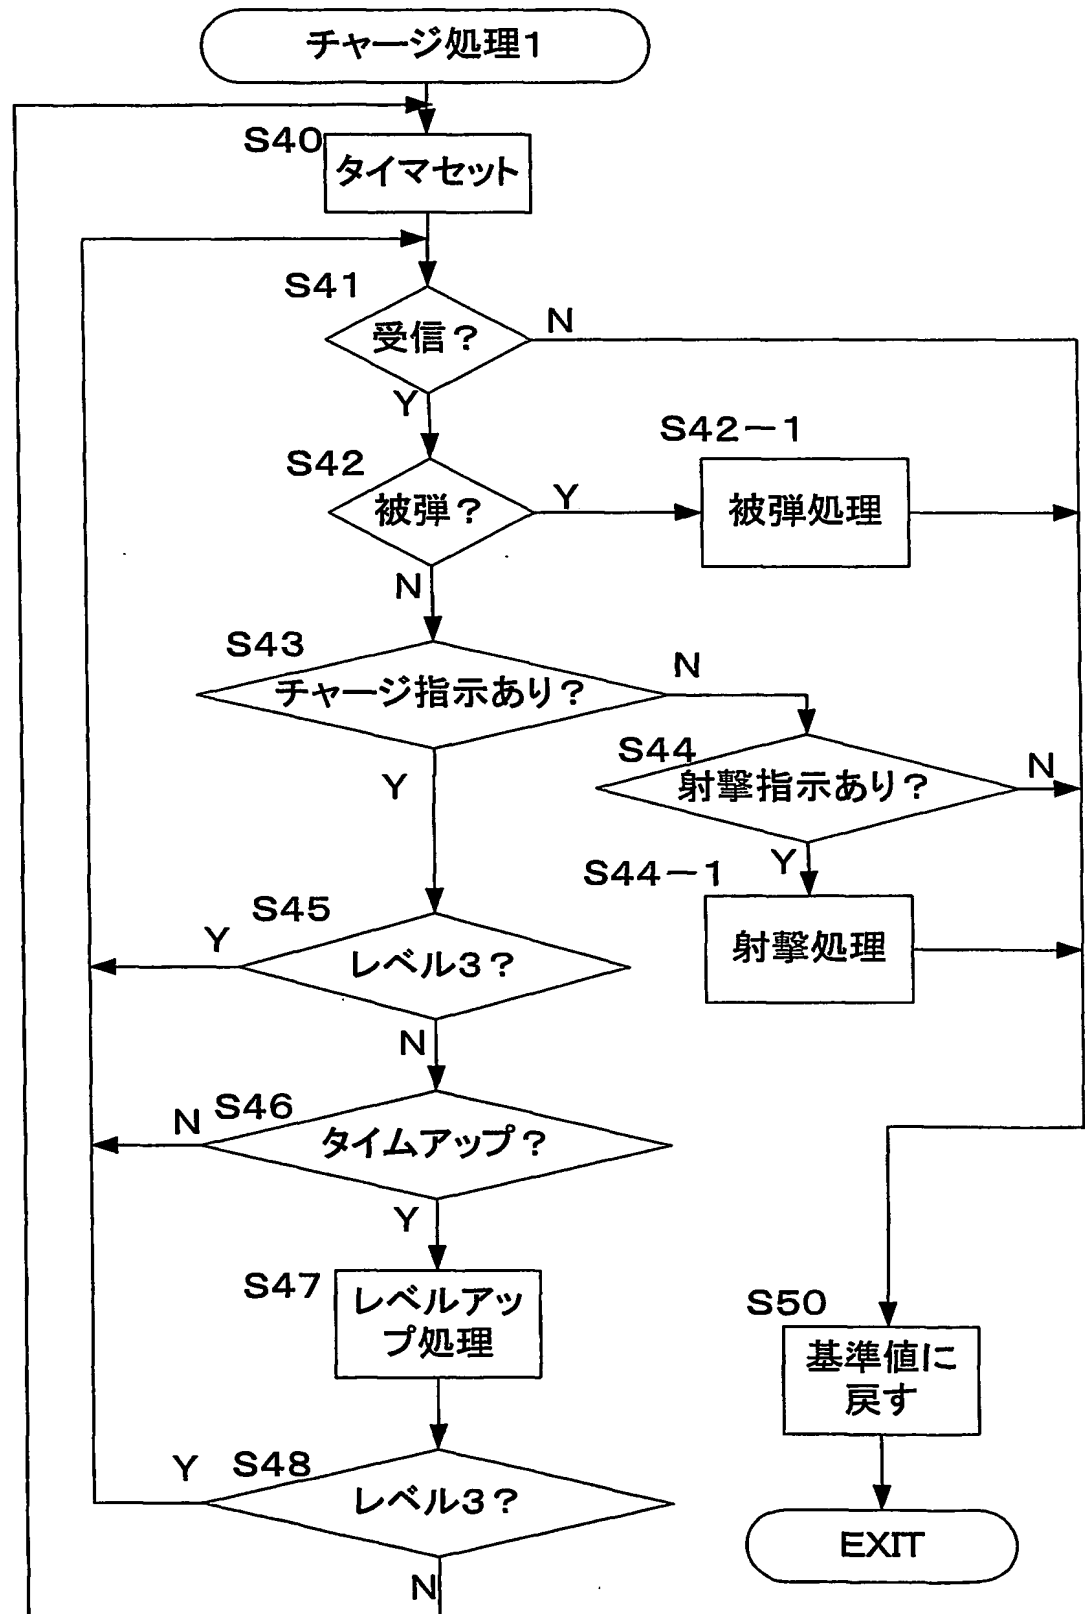 チャージ処理1
S40
タイマセット
S41
受信？
N
Y
S42
被弾？
Y
S42－1
被弾処理
N
S43
チャージ指示あり？
N
Y
S44
射撃指示あり？
N
Y
S44－1
射撃処理
S45
Y
レベル3？
N
S46
N
タイムアップ？
Y
S47
レベルアッ
プ処理
S50
基準値に
戻す
S48
Y
レベル3？
N
EXIT